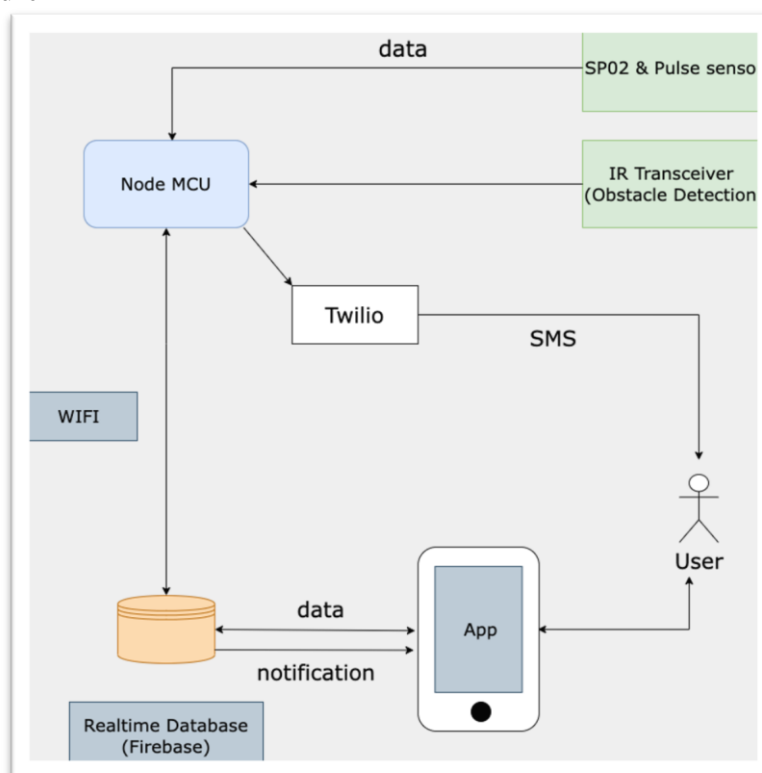 data
SP02 & Pulse senso
Node MCU
IR Transceiver
(Obstacle Detection
Twilio
SMS
WIFI
User
data
App
notification
Realtime Database
(Firebase)